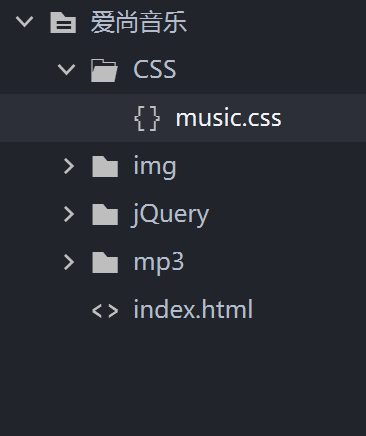 爱尚音乐
CSS
{} music.css
img
jQuery
mp3
<> index.html